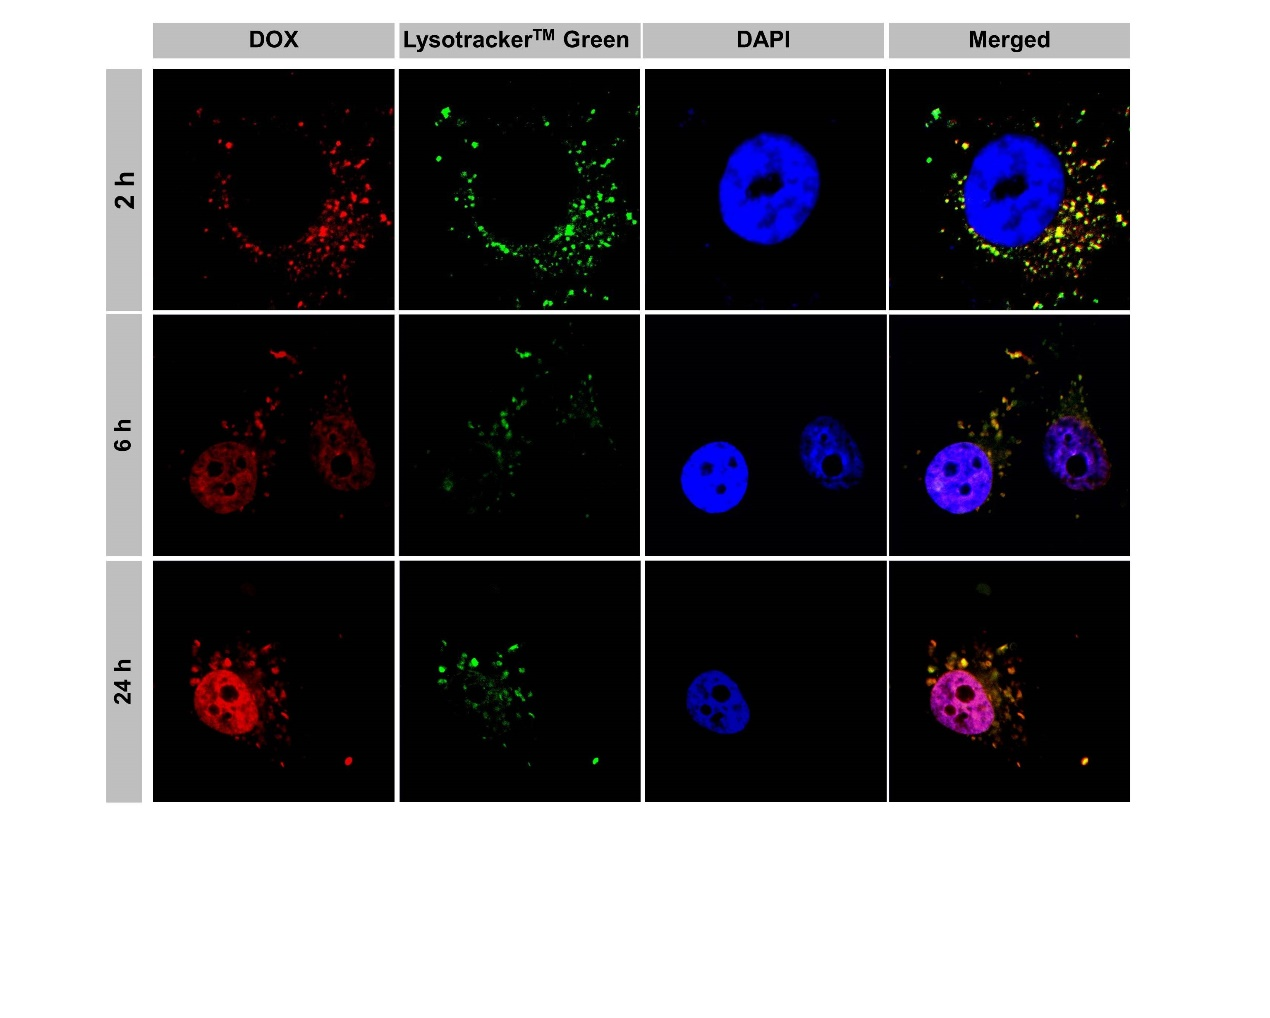 DOX
Lysotracker™ Green
DAPI
Merged
2 h
6 h
24 h